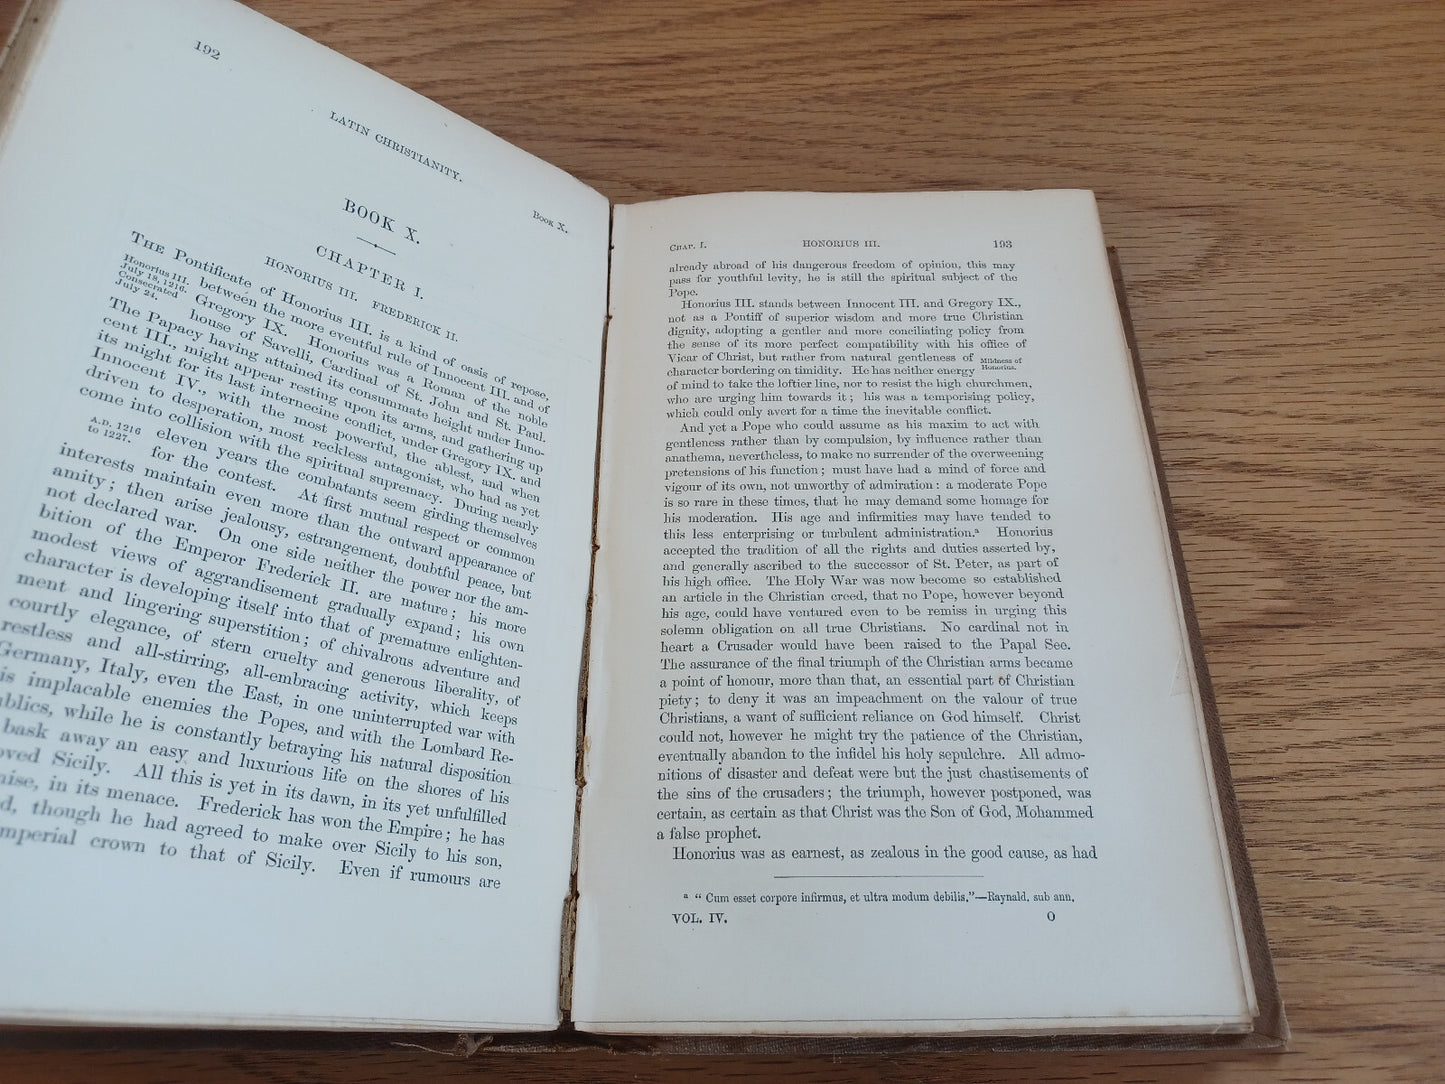 192
LATIN CHRISTIANITY.
BOOK X.
BOOK X.
CHAPTER I.
HONORIUS III. FREDERICK II.
THE Pontificate of Honorius III. is a kind of oasis of repose,
Honorius III.
July 18, 1216.
Consecrated
July 24.
between the more eventful rule of Innocent III. and of
Gregory IX. Honorius was a Roman of the noble
house of Savelli, Cardinal of St. John and St. Paul.
The Papacy having attained its consummate height under Inno-
cent III., might appear resting upon its arms, and gathering up
its might for its last internecine conflict, under Gregory IX. and
Innocent IV., with the most powerful, the ablest, and when
driven to desperation, most reckless antagonist, who had as yet
come into collision with the spiritual supremacy. During nearly
A.D. 1216
to 1227.
eleven years the combatants seem girding themselves
for the contest. At first mutual respect or common
interests maintain even more than the outward appearance of
amity; then arise jealousy, estrangement, doubtful peace, but
not declared war. On one side neither the power nor the am-
bition of the Emperor Frederick II. are mature; his more
modest views of aggrandisement gradually expand; his own
character is developing itself into that of premature enlighten-
ment and lingering superstition; of chivalrous adventure and
courtly elegance, of stern cruelty and generous liberality, of
restless and all-stirring, all-embracing activity, which keeps
Germany, Italy, even the East, in one uninterrupted war with
is implacable enemies the Popes, and with the Lombard Re-
ublics, while he is constantly betraying his natural disposition
bask away an easy and luxurious life on the shores of his
oved Sicily. All this is yet in its dawn, in its yet unfulfilled
ise, in its menace. Frederick has won the Empire; he has
d, though he had agreed to make over Sicily to his son,
mperial crown to that of Sicily. Even if rumours are
CHAP. I.
HONORIUS III.
193
already abroad of his dangerous freedom of opinion, this may
pass for youthful levity, he is still the spiritual subject of the
Pope.
Honorius III. stands between Innocent III. and Gregory IX.,
not as a Pontiff of superior wisdom and more true Christian
dignity, adopting a gentler and more conciliating policy from
the sense of its more perfect compatibility with his office of
Vicar of Christ, but rather from natural gentleness of
character bordering on timidity. He has neither energy
Mildness of
Honorius.
of mind to take the loftier line, nor to resist the high churchmen,
who are urging him towards it; his was a temporising policy,
which could only avert for a time the inevitable conflict.
And yet a Pope who could assume as his maxim to act with
gentleness rather than by compulsion, by influence rather than
anathema, nevertheless, to make no surrender of the overweening
pretensions of his function; must have had a mind of force and
vigour of its own, not unworthy of admiration: a moderate Pope
is so rare in these times, that he may demand some homage for
his moderation. His age and infirmities may have tended to
this less enterprising or turbulent administration.ᵃ Honorius
accepted the tradition of all the rights and duties asserted by,
and generally ascribed to the successor of St. Peter, as part of
his high office. The Holy War was now become so established
an article in the Christian creed, that no Pope, however beyond
his age, could have ventured even to be remiss in urging this
solemn obligation on all true Christians. No cardinal not in
heart a Crusader would have been raised to the Papal See.
The assurance of the final triumph of the Christian arms became
a point of honour, more than that, an essential part of Christian
piety; to deny it was an impeachment on the valour of true
Christians, a want of sufficient reliance on God himself. Christ
could not, however he might try the patience of the Christian,
eventually abandon to the infidel his holy sepulchre. All admo-
nitions of disaster and defeat were but the just chastisements of
the sins of the crusaders; the triumph, however postponed, was
certain, as certain as that Christ was the Son of God, Mohammed
a false prophet.
Honorius was as earnest, as zealous in the good cause, as had
ᵃ "Cum esset corpore infirmus, et ultra modum debilis."—Raynald. sub ann.
VOL. IV.
O